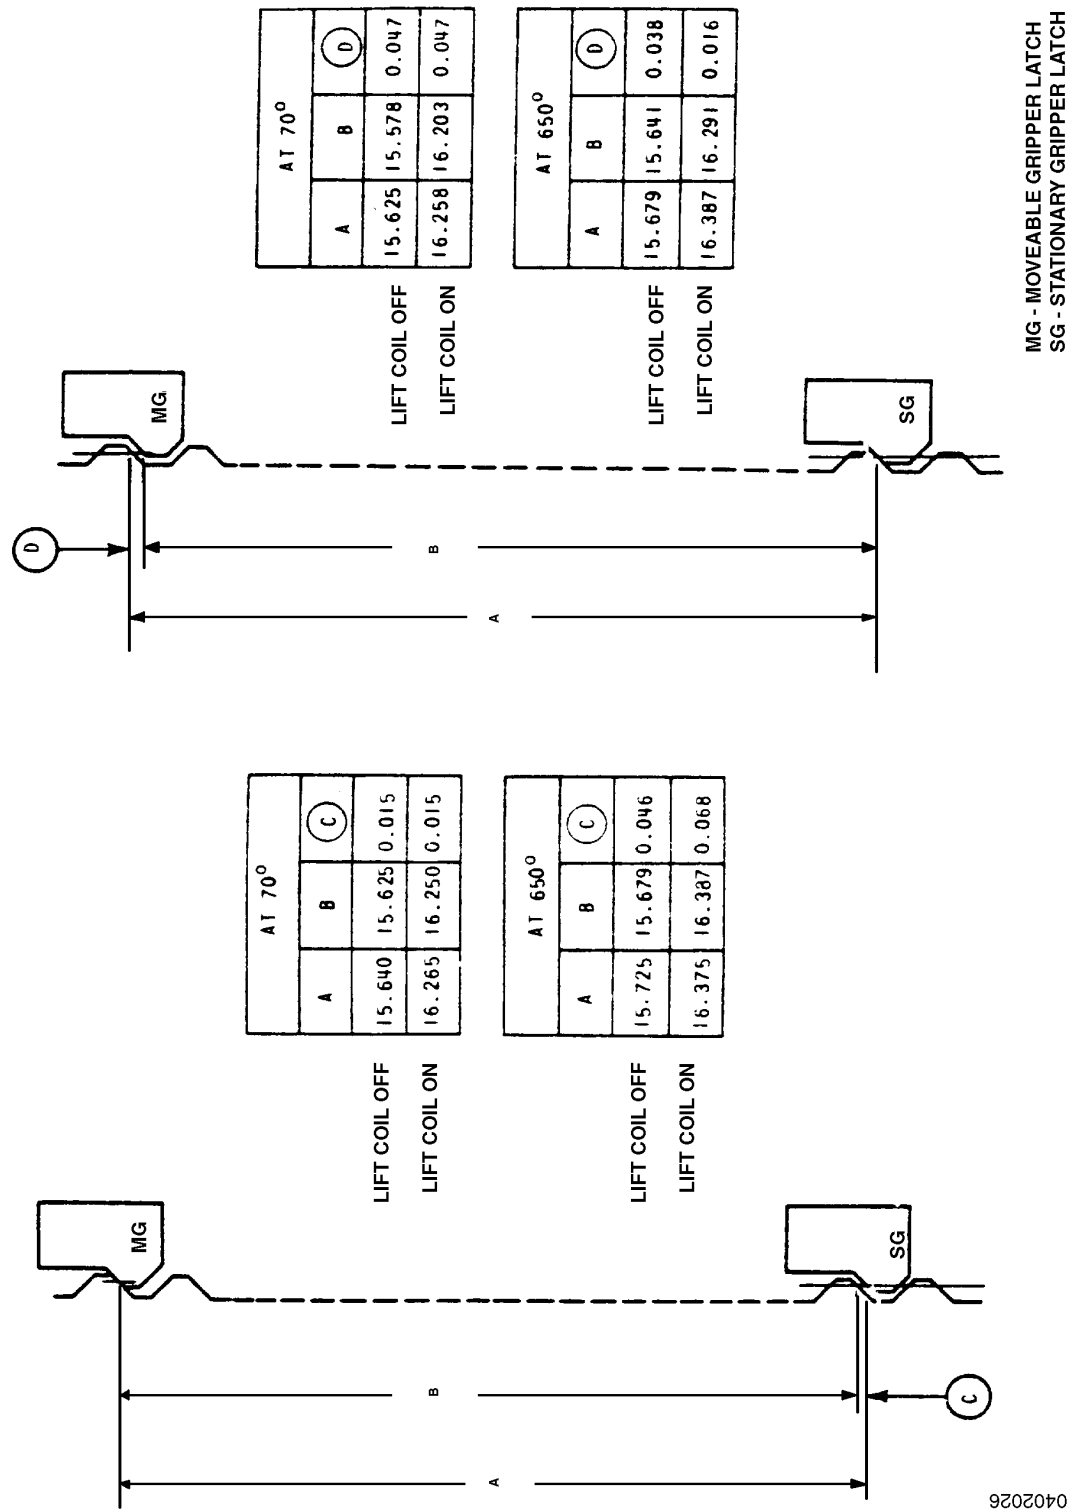 D
A
B
MG
SG
AT 70°
A B D
LIFT COIL OFF 15.625 15.578 0.047
LIFT COIL ON 16.258 16.203 0.047
AT 650°
A B D
LIFT COIL OFF 15.679 15.641 0.038
LIFT COIL ON 16.387 16.291 0.016
C
A
B
MG
SG
AT 70°
A B C
LIFT COIL OFF 15.640 15.625 0.015
LIFT COIL ON 16.265 16.250 0.015
AT 650°
A B C
LIFT COIL OFF 15.725 15.679 0.046
LIFT COIL ON 16.375 16.387 0.068
MG - MOVEABLE GRIPPER LATCH
SG - STATIONARY GRIPPER LATCH
0402026